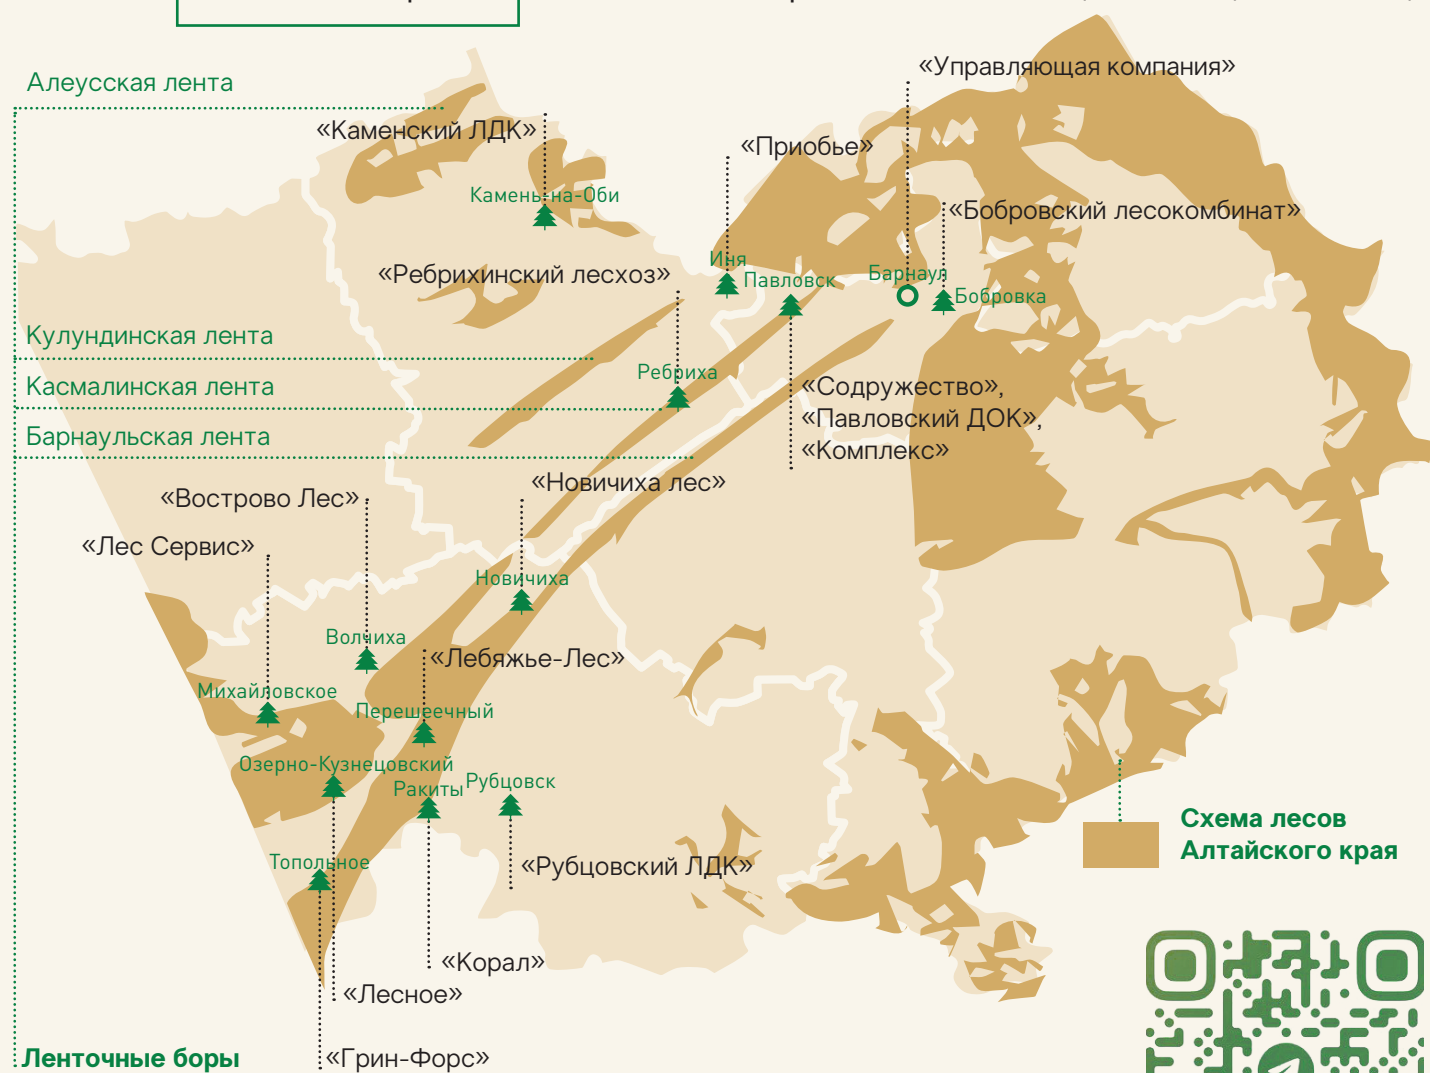 «Управляющая компания»
Алеусская лента
«Каменский ЛДК»
«Приобье»
Камень-на-Оби
«Бобровский лесокомбинат»
Иня
«Ребрихинский лесхоз»
Павловск
Барнаул
Бобровка
Кулундинская лента
Ребриха
Касмалинская лента
«Содружество»,
«Павловский ДОК»,
«Комплекс»
Барнаульская лента
«Новичиха лес»
«Вострово Лес»
«Лес Сервис»
Новичиха
Волчиха
«Лебяжье-Лес»
Михайловское
Перешеечный
Озерно-Кузнецовский
Ракиты
Рубцовск
Схема лесов
Алтайского края
Топольное
«Рубцовский ЛДК»
«Корал»
«Лесное»
Ленточные боры
«Грин-Форс»